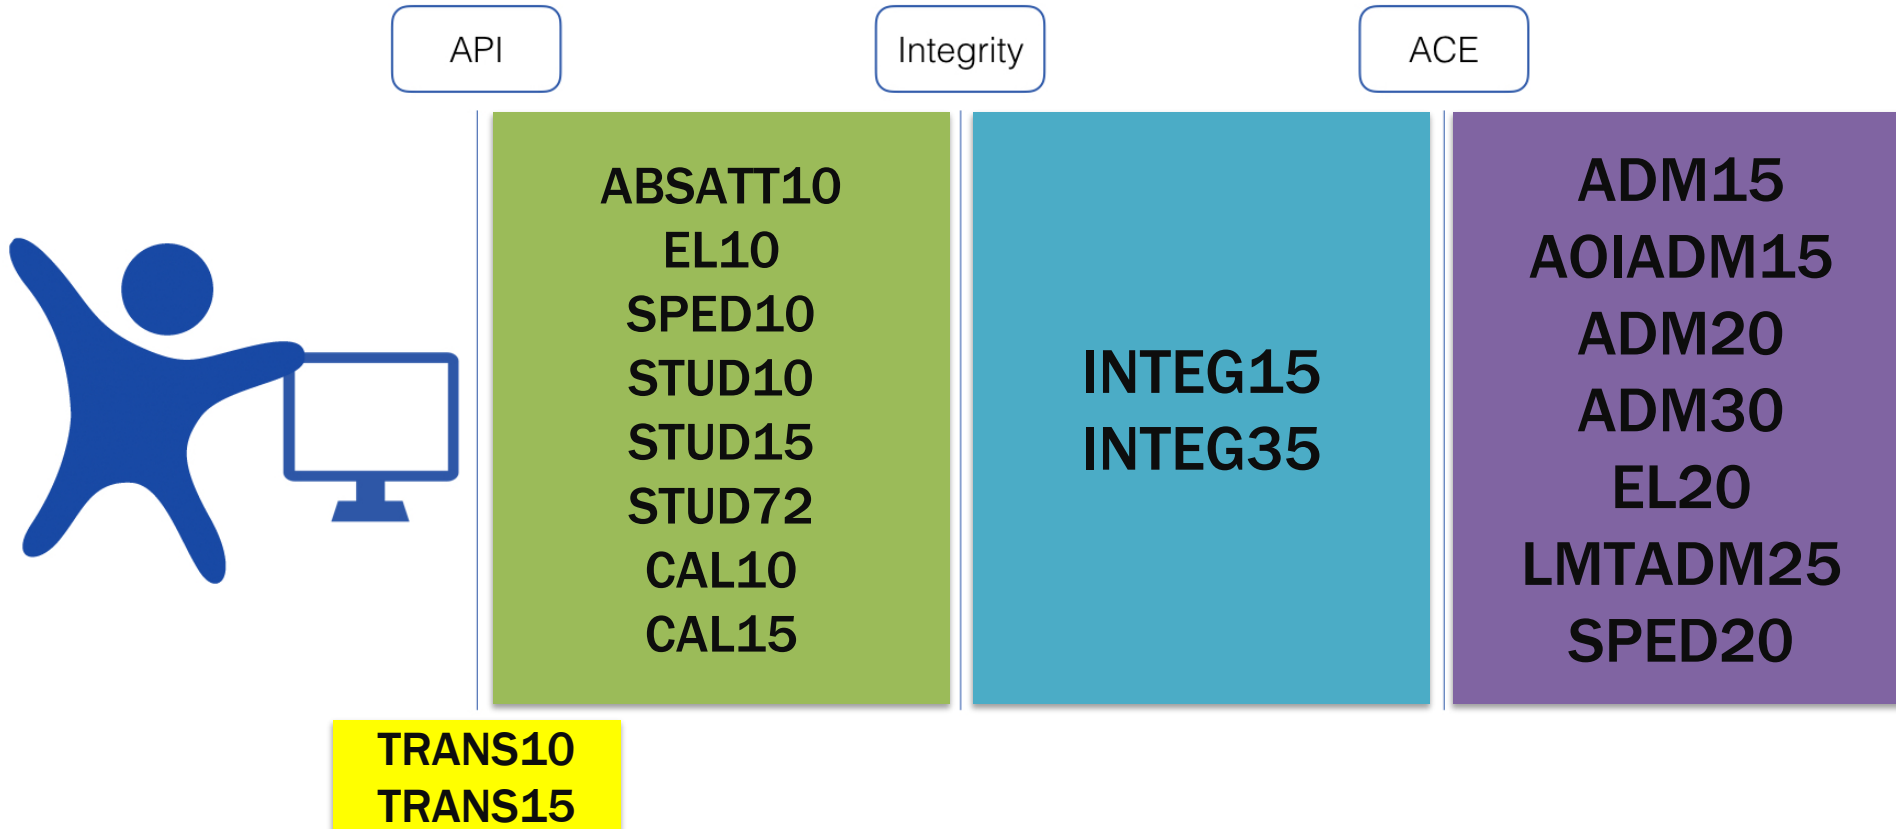 API
Integrity
ACE
ABSATT10
EL10
SPED10
STUD10
STUD15
STUD72
CAL10
CAL15
INTEG15
INTEG35
ADM15
AOIADM15
ADM20
ADM30
EL20
LMTADM25
SPED20
TRANS10
TRANS15